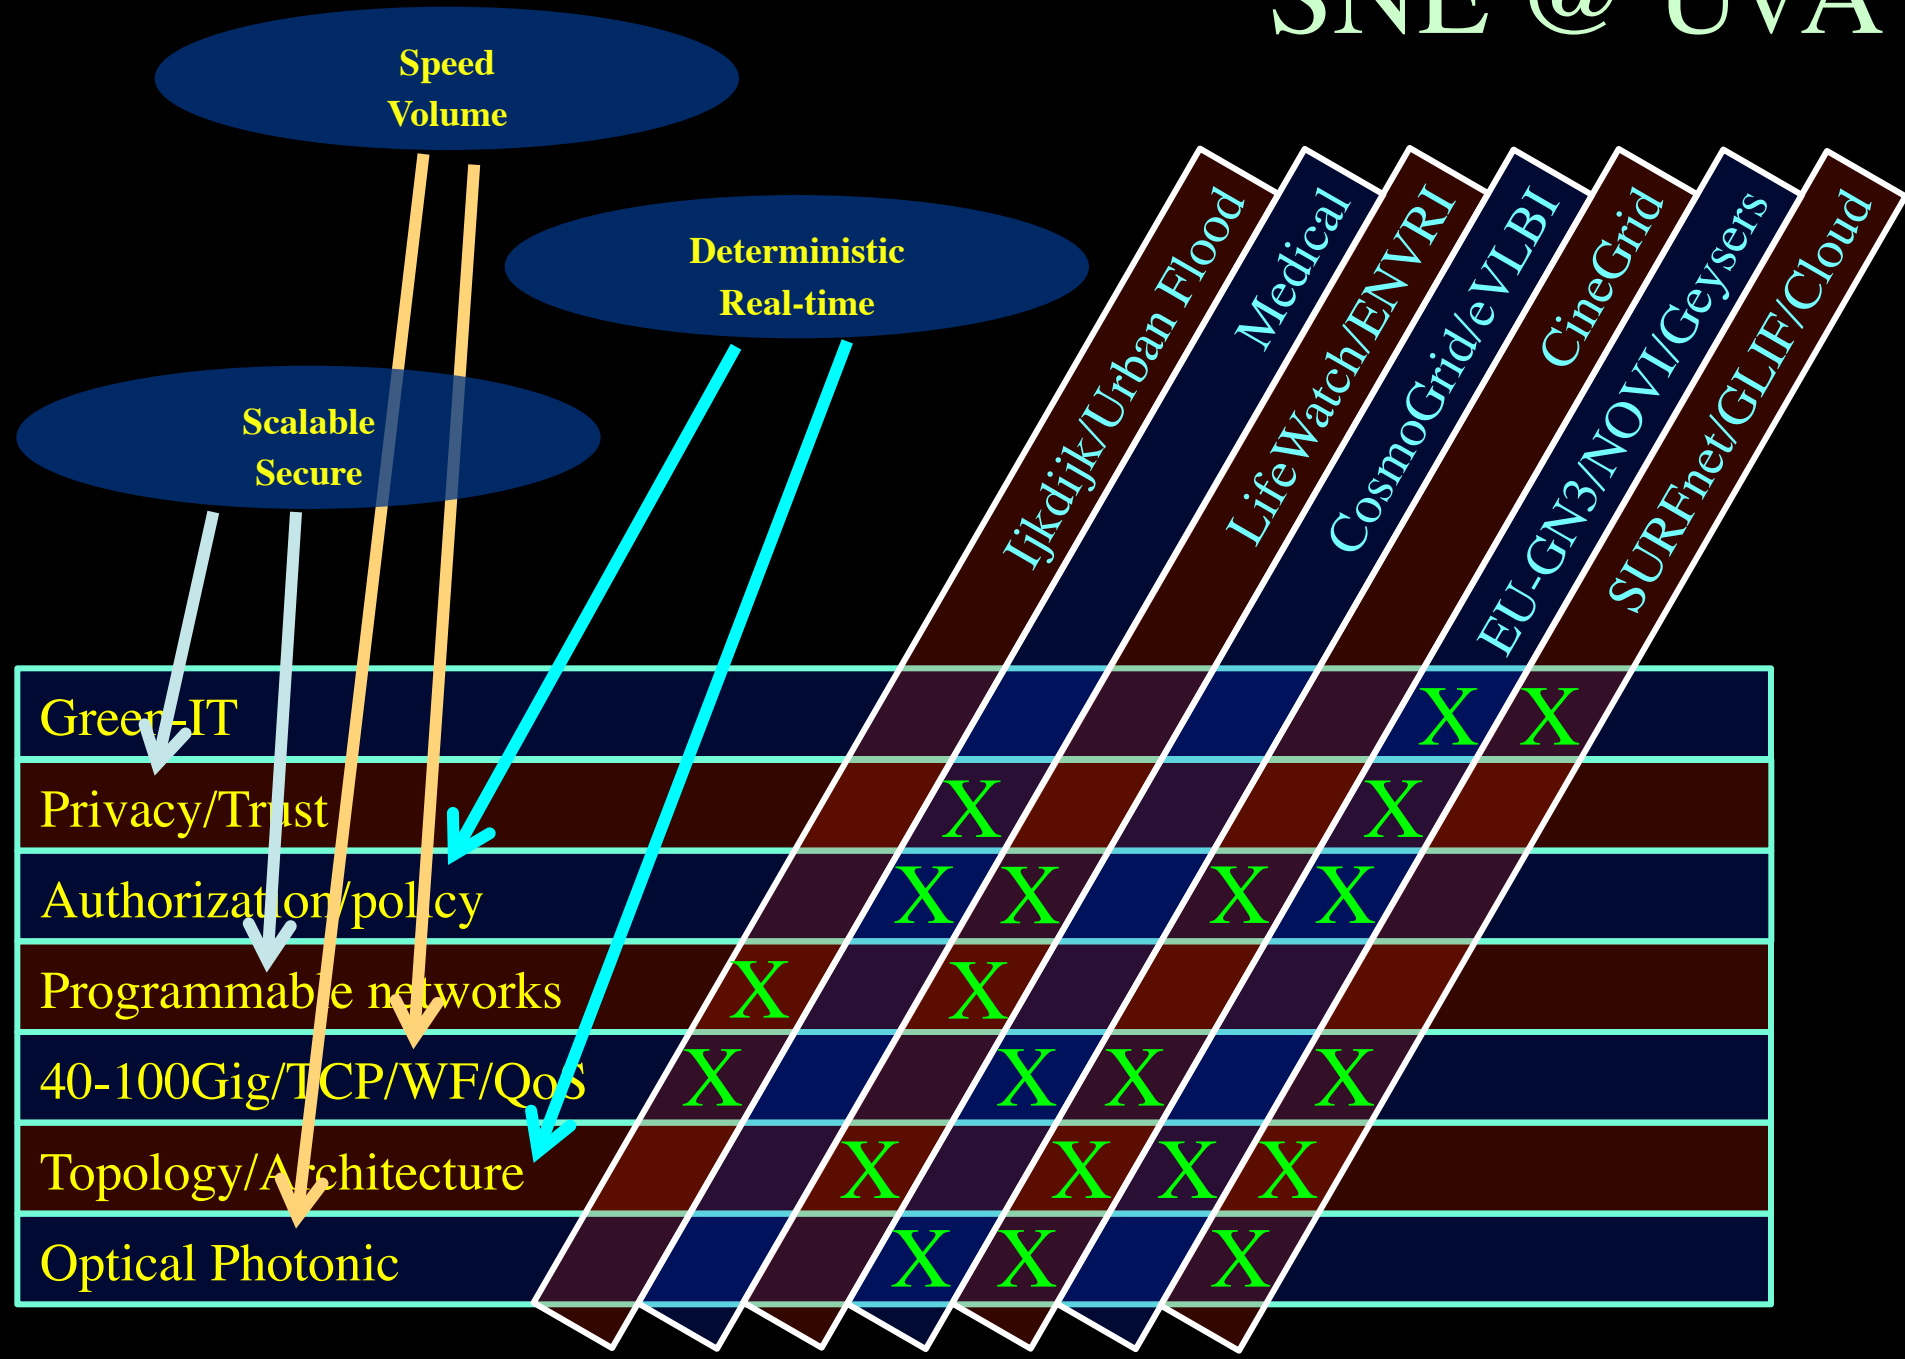 SNE @ UVA
Speed
Volume
Deterministic
Real-time
Scalable
Secure
Ijkdijk/Urban Flood
Medical
LifeWatch/ENVRI
CosmoGrid/eVLBI
CineGrid
EU-GN3/NOVI/Geysers
SURFnet/GLIF/Cloud
Green-IT X X
Privacy/Trust X X
Authorization/policy X X X X
Programmable networks X X
40-100Gig/TCP/WF/QoS X X X X
Topology/Architecture X X X X
Optical Photonic X X X